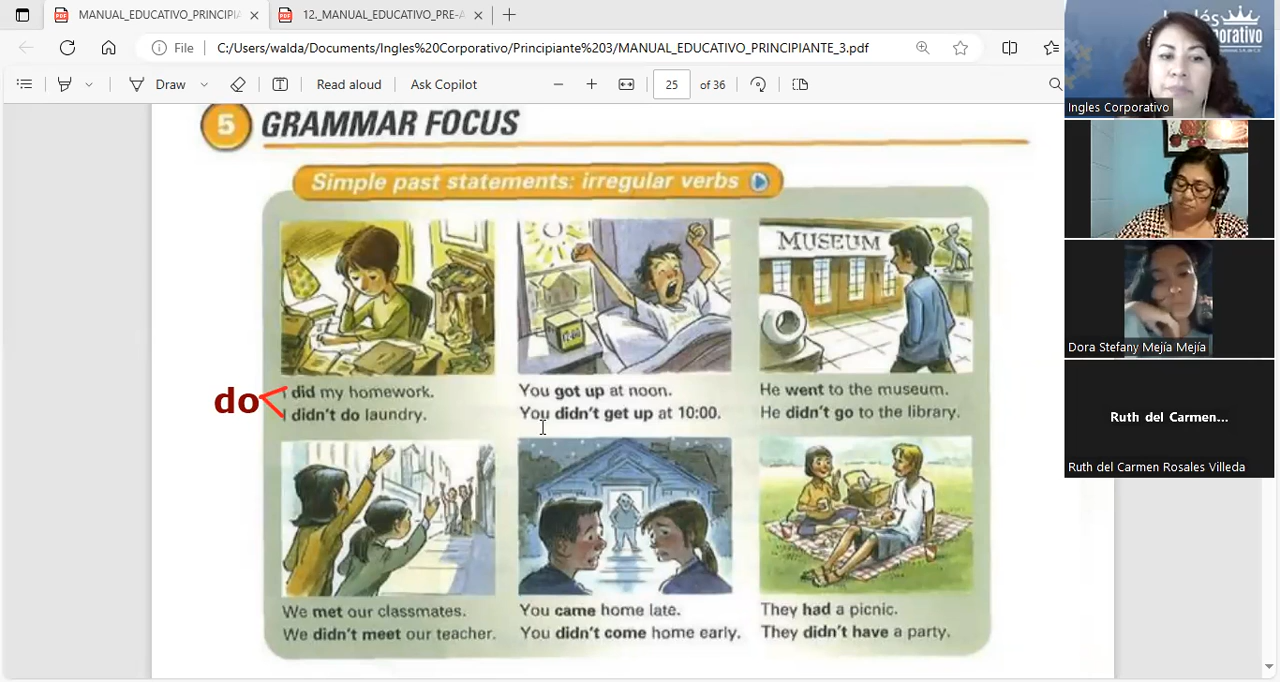 MANUAL_EDUCATIVO_PRINCIPIA
12._MANUAL_EDUCATIVO_PRE-A
File
C:/Users/walda/Documents/Ingles%20Corporativo/Principiante%203/MANUAL_EDUCATIVO_PRINCIPIANTE_3.pdf
Draw
Read aloud
Ask Copilot
25 of 36
5 GRAMMAR FOCUS
Simple past statements: irregular verbs
MUSEUM
12:00
do
I did my homework.
I didn't do laundry.
You got up at noon.
You didn't get up at 10:00.
He went to the museum.
He didn't go to the library.
We met our classmates.
We didn't meet our teacher.
You came home late.
You didn't come home early.
They had a picnic.
They didn't have a party.
Ingles Corporativo
Dora Stefany Mejía Mejía
Ruth del Carmen...
Ruth del Carmen Rosales Villeda